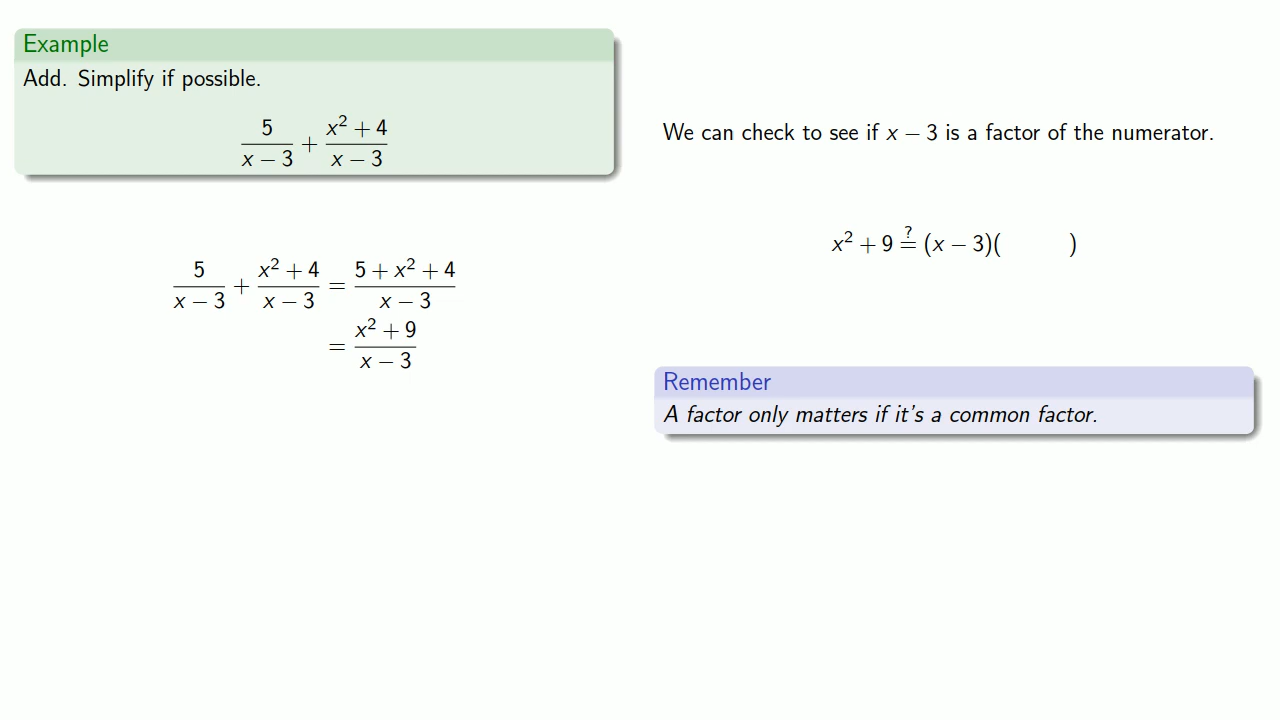 Example
Add. Simplify if possible.
5/(x − 3) + (x² + 4)/(x − 3)
5/(x − 3) + (x² + 4)/(x − 3) = (5 + x² + 4)/(x − 3)
= (x² + 9)/(x − 3)
We can check to see if x − 3 is a factor of the numerator.
x² + 9 ≟ (x − 3)(          )
Remember
A factor only matters if it's a common factor.